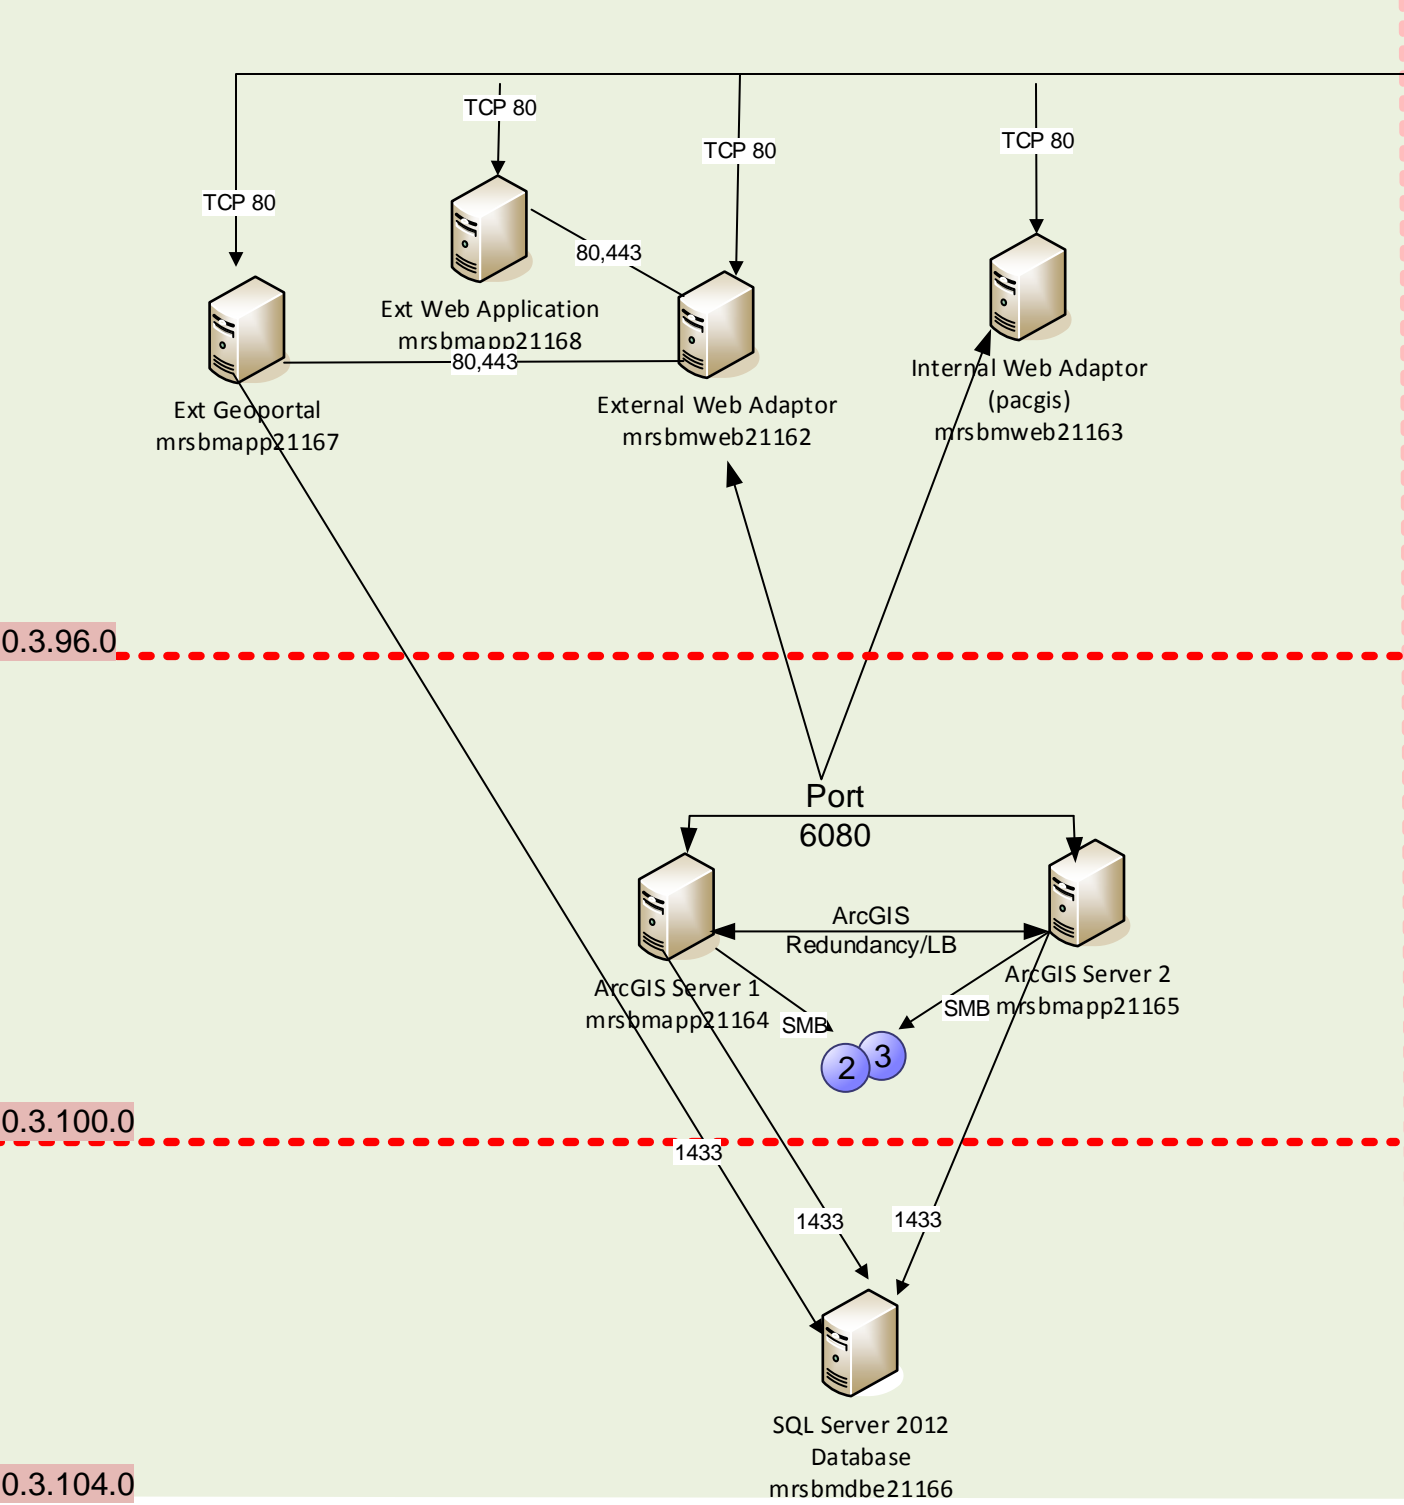 TCP 80
TCP 80
TCP 80
TCP 80
80,443
Ext Web Application
mrsbmapp21168
80,443
Ext Geoportal
mrsbmapp21167
External Web Adaptor
mrsbmweb21162
Internal Web Adaptor
(pacgis)
mrsbmweb21163
0.3.96.0
Port
6080
ArcGIS
Redundancy/LB
ArcGIS Server 1
mrsbmapp21164
ArcGIS Server 2
mrsbmapp21165
SMB
SMB
2
3
0.3.100.0
1433
1433
1433
SQL Server 2012
Database
mrsbmdbe21166
0.3.104.0